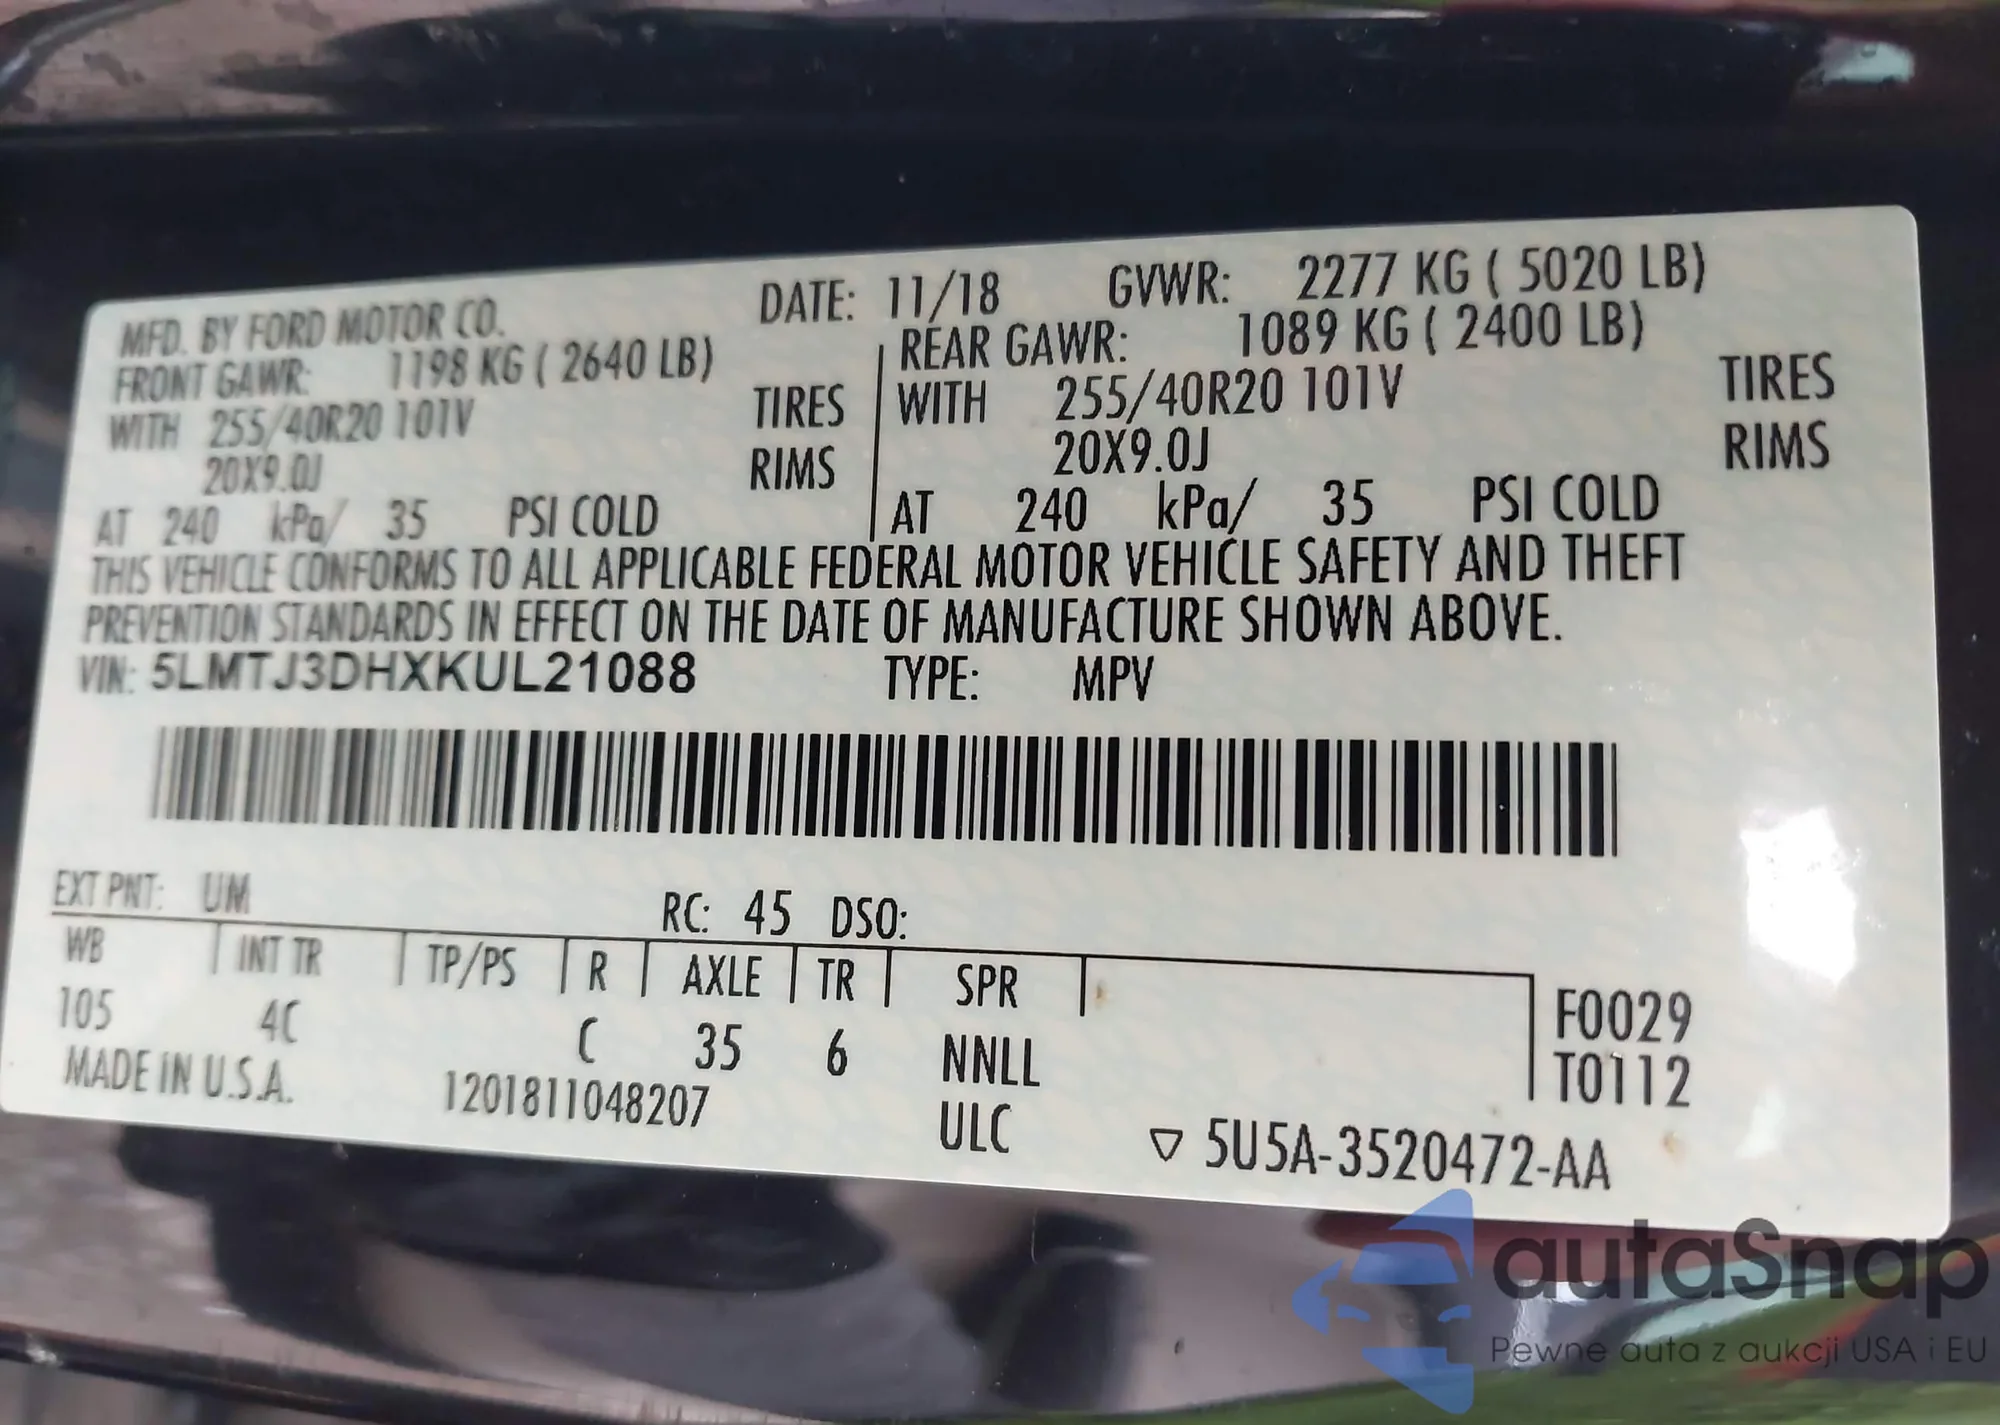 MFD. BY FORD MOTOR CO. DATE: 11/18 GVWR: 2277 KG ( 5020 LB)
FRONT GAWR: 1198 KG ( 2640 LB) REAR GAWR: 1089 KG ( 2400 LB)
WITH 255/40R20 101V TIRES WITH 255/40R20 101V TIRES
20X9.0J RIMS 20X9.0J RIMS
AT 240 kPa/ 35 PSI COLD AT 240 kPa/ 35 PSI COLD
THIS VEHICLE CONFORMS TO ALL APPLICABLE FEDERAL MOTOR VEHICLE SAFETY AND THEFT
PREVENTION STANDARDS IN EFFECT ON THE DATE OF MANUFACTURE SHOWN ABOVE.
VIN: 5LMTJ3DHXKUL21088 TYPE: MPV
EXT PNT: UM RC: 45 DSO:
WB INT TR TP/PS R AXLE TR SPR F0029
105 4C C 35 6 NNLL T0112
MADE IN U.S.A. 1201811048207 ULC ▽ 5U5A-3520472-AA
autaSnap
Pewne auta z aukcji USA i EU